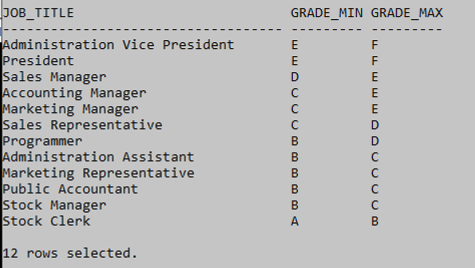 JOB_TITLE                           GRADE_MIN GRADE_MAX
----------------------------------- --------- ---------
Administration Vice President       E         F
President                           E         F
Sales Manager                       D         E
Accounting Manager                  C         E
Marketing Manager                   C         E
Sales Representative                C         D
Programmer                          B         D
Administration Assistant            B         C
Marketing Representative            B         C
Public Accountant                   B         C
Stock Manager                       B         C
Stock Clerk                         A         B
12 rows selected.